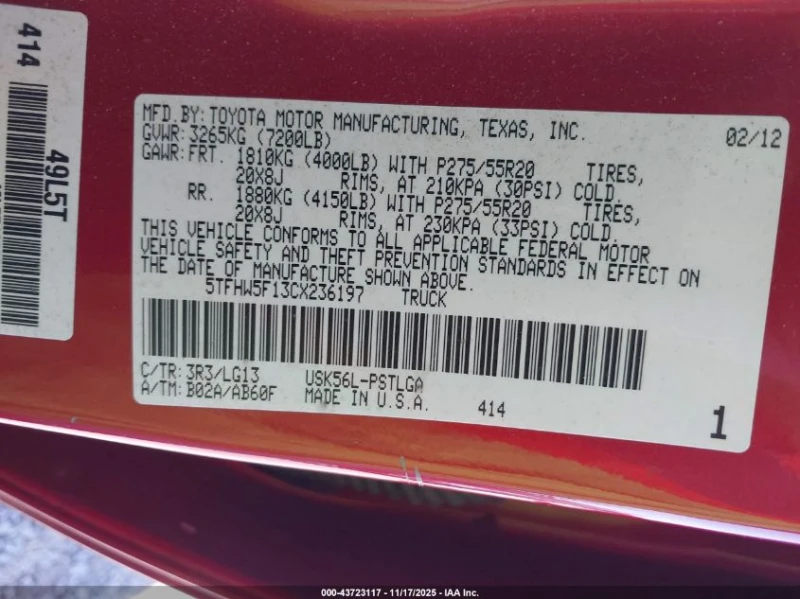 414
49L5T
MFD.BY: TOYOTA MOTOR MANUFACTURING, TEXAS, INC. 02/12
GVWR: 3265KG (7200LB)
GAWR: FRT. 1810KG (4000LB) WITH P275/55R20 TIRES,
20X8J RIMS, AT 210KPA (30PSI) COLD.
RR. 1880KG (4150LB) WITH P275/55R20 TIRES,
20X8J RIMS, AT 230KPA (33PSI) COLD.
THIS VEHICLE CONFORMS TO ALL APPLICABLE FEDERAL MOTOR
VEHICLE SAFETY AND THEFT PREVENTION STANDARDS IN EFFECT ON
THE DATE OF MANUFACTURE SHOWN ABOVE.
5TFHW5F13CX236197 TRUCK
C/TR: 3R3/LG13 USK56L-PSTLGA
A/TM: B02A/AB60F MADE IN U.S.A. 414
1
000-43723117 - 11/17/2025 - IAA Inc.